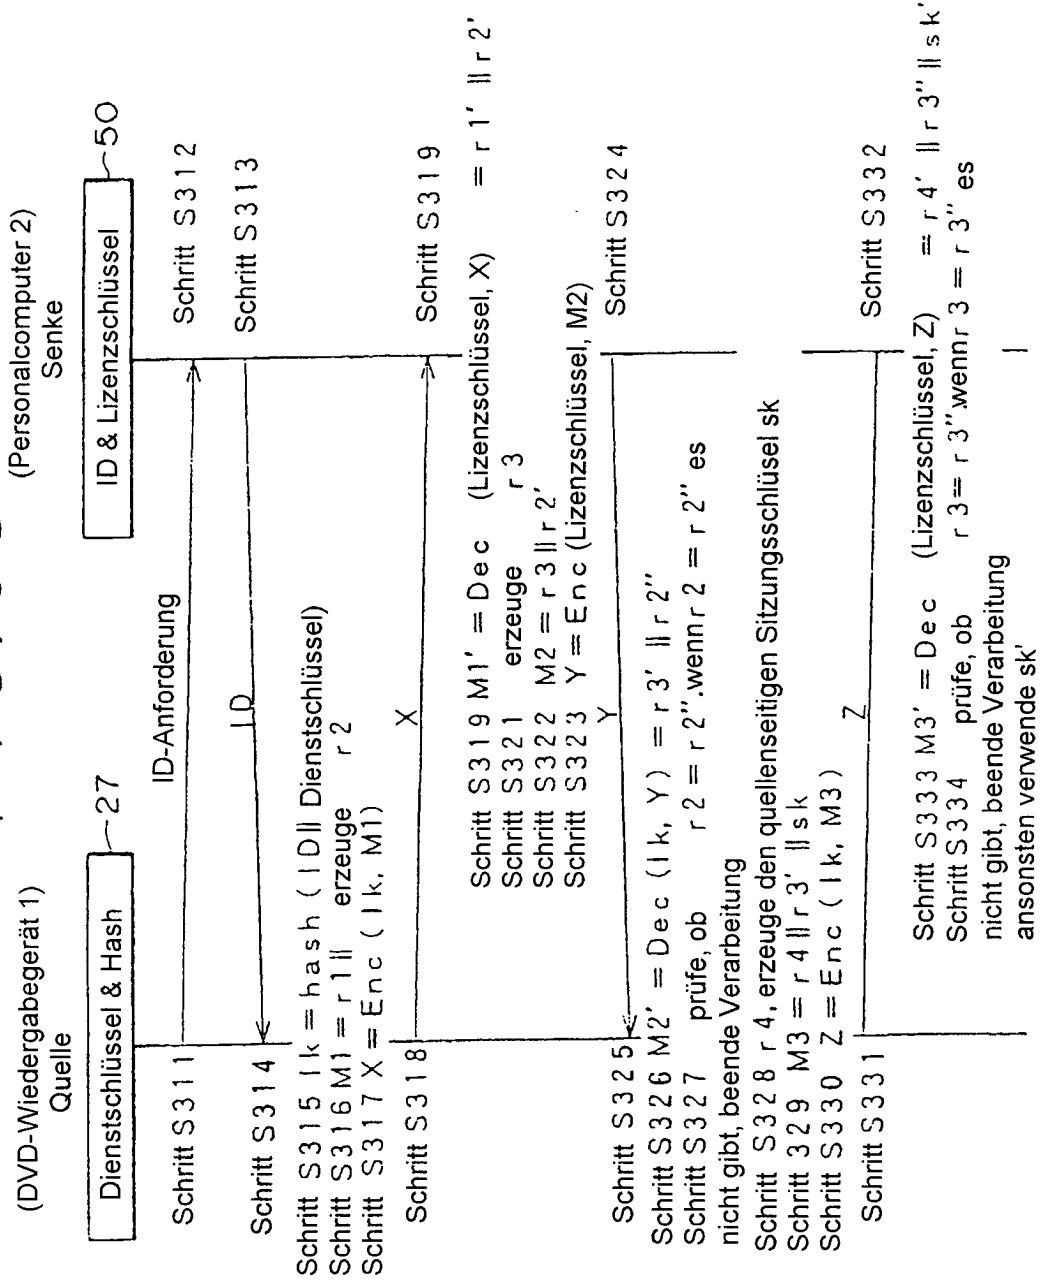 (DVD-Wiedergabegerät 1)
Quelle
(Personalcomputer 2)
Senke
Dienstschlüssel & Hash
27
ID & Lizenzschlüssel
50
Schritt S311
ID-Anforderung
Schritt S312
Schritt S314
ID
Schritt S313
Schritt S315 lk = hash (ID || Dienstschlüssel)
Schritt S316 M1 = r1 || erzeuge r2
Schritt S317 X = Enc (lk, M1)
Schritt S318
X
Schritt S319
Schritt S319 M1' = Dec (Lizenzschlüssel, X) = r1' || r2'
Schritt S321 erzeuge r3
Schritt S322 M2 = r3 || r2'
Schritt S323 Y = Enc (Lizenzschlüssel, M2)
Schritt S325
Y
Schritt S324
Schritt S326 M2' = Dec (lk, Y) = r3' || r2''
Schritt S327 prüfe, ob r2 = r2''.wenn r2 = r2'' es
nicht gibt, beende Verarbeitung
Schritt S328 r4, erzeuge den quellenseitigen Sitzungsschlüsel sk
Schritt 329 M3 = r4 || r3' || sk
Schritt S330 Z = Enc (lk, M3)
Schritt S331
Z
Schritt S332
Schritt S333 M3' = Dec (Lizenzschlüssel, Z) = r4' || r3'' || sk'
Schritt S334 prüfe, ob r3 = r3''.wenn r3 = r3'' es
nicht gibt, beende Verarbeitung
ansonsten verwende sk'